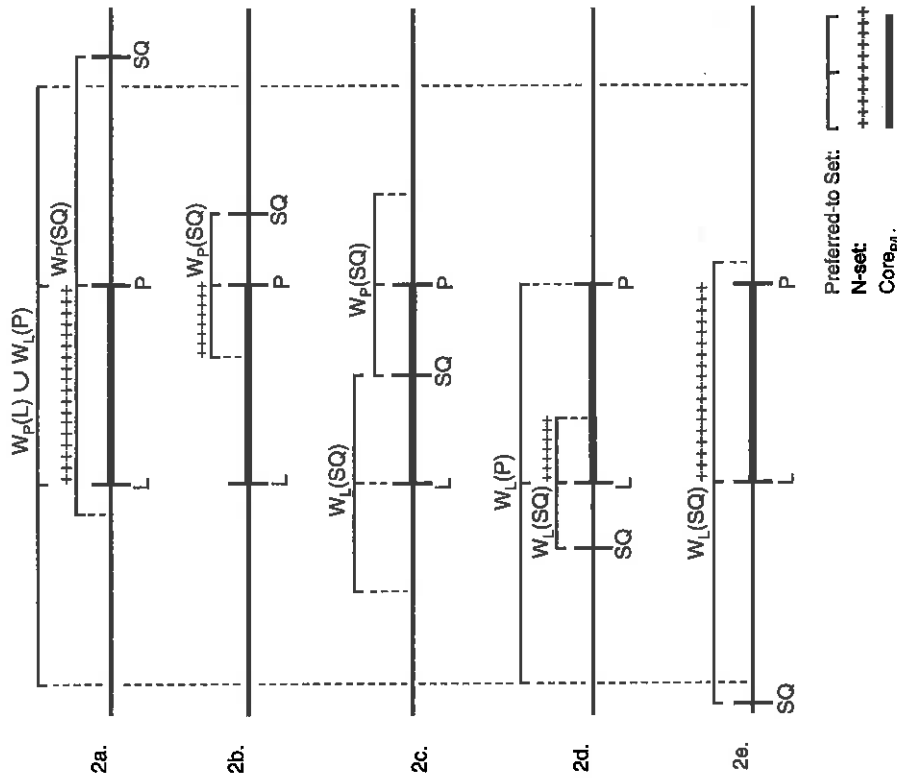 W_P(L) ∪ W_L(P)
W_P(SQ)
2a.
L
P
SQ
W_P(SQ)
2b.
L
P
SQ
W_L(SQ)
W_P(SQ)
2c.
L
SQ
P
W_L(P)
W_L(SQ)
2d.
SQ
L
P
W_L(SQ)
2e.
SQ
L
P
Preferred-to Set:
N-set:
Core_P/L: